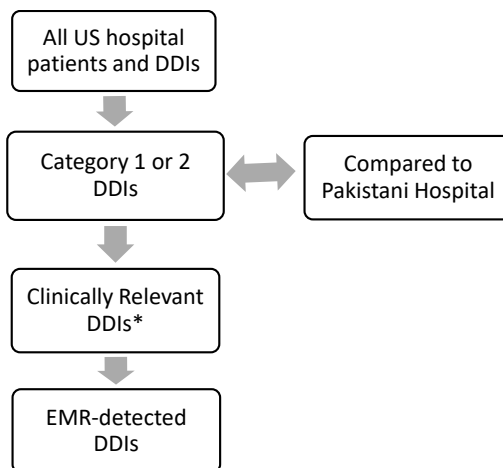 All US hospital
patients and DDIs
Category 1 or 2
DDIs
Compared to
Pakistani Hospital
Clinically Relevant
DDIs*
EMR-detected
DDIs